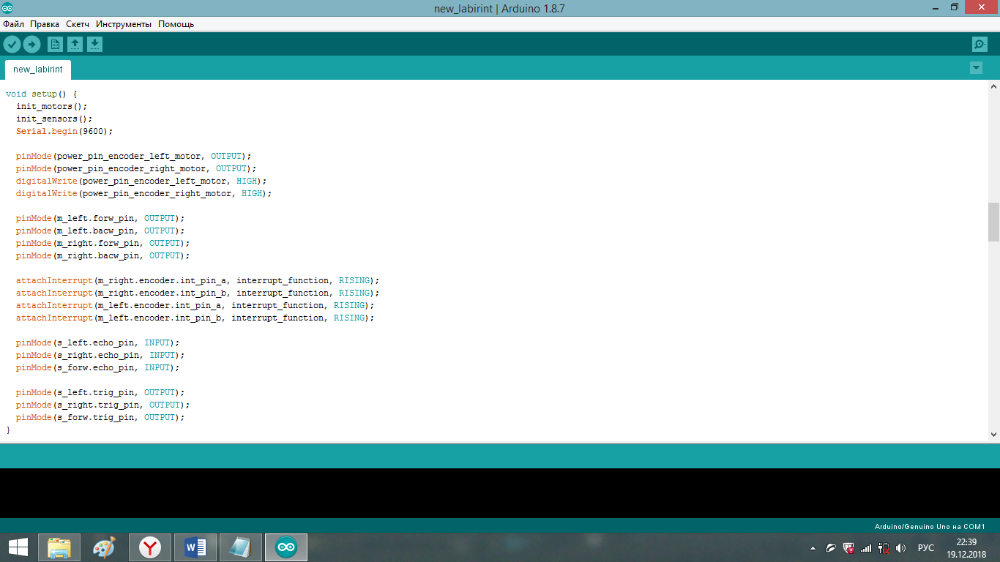 new_labirint | Arduino 1.8.7
Файл Правка Скетч Инструменты Помощь
new_labirint
void setup() {
  init_motors();
  init_sensors();
  Serial.begin(9600);

  pinMode(power_pin_encoder_left_motor, OUTPUT);
  pinMode(power_pin_encoder_right_motor, OUTPUT);
  digitalWrite(power_pin_encoder_left_motor, HIGH);
  digitalWrite(power_pin_encoder_right_motor, HIGH);

  pinMode(m_left.forw_pin, OUTPUT);
  pinMode(m_left.bacw_pin, OUTPUT);
  pinMode(m_right.forw_pin, OUTPUT);
  pinMode(m_right.bacw_pin, OUTPUT);

  attachInterrupt(m_right.encoder.int_pin_a, interrupt_function, RISING);
  attachInterrupt(m_right.encoder.int_pin_b, interrupt_function, RISING);
  attachInterrupt(m_left.encoder.int_pin_a, interrupt_function, RISING);
  attachInterrupt(m_left.encoder.int_pin_b, interrupt_function, RISING);

  pinMode(s_left.echo_pin, INPUT);
  pinMode(s_right.echo_pin, INPUT);
  pinMode(s_forw.echo_pin, INPUT);

  pinMode(s_left.trig_pin, OUTPUT);
  pinMode(s_right.trig_pin, OUTPUT);
  pinMode(s_forw.trig_pin, OUTPUT);
}
Arduino/Genuino Uno на COM1
РУС
22:39
19.12.2018